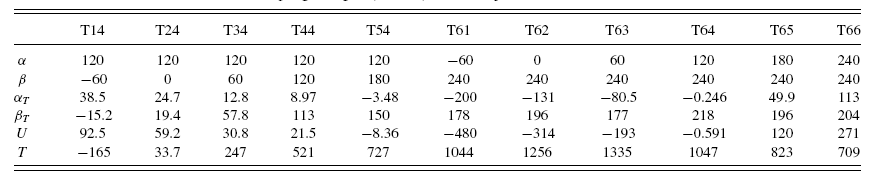 T14 T24 T34 T44 T54 T61 T62 T63 T64 T65 T66
α 120 120 120 120 120 −60 0 60 120 180 240
β −60 0 60 120 180 240 240 240 240 240 240
αT 38.5 24.7 12.8 8.97 −3.48 −200 −131 −80.5 −0.246 49.9 113
βT −15.2 19.4 57.8 113 150 178 196 177 218 196 204
U 92.5 59.2 30.8 21.5 −8.36 −480 −314 −193 −0.591 120 271
T −165 33.7 247 521 727 1044 1256 1335 1047 823 709